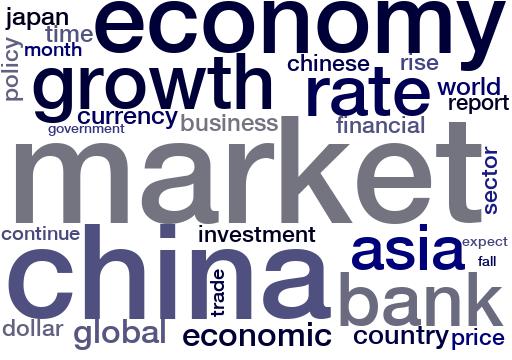 japan
economy
time
month
policy
growth
chinese
rise
rate
world
report
currency
business
financial
government
market
sector
continue
investment
china
trade
asia
expect
fall
bank
dollar
global
economic
country
price